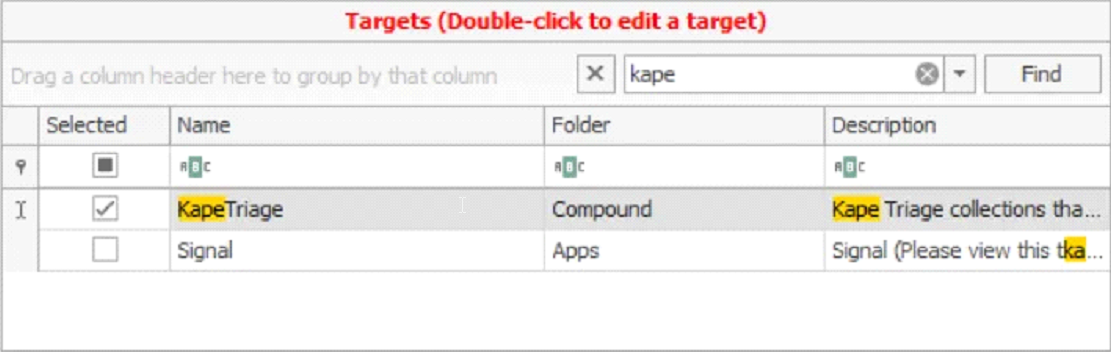 Targets (Double-click to edit a target)
Drag a column header here to group by that column
kape
Find
Selected Name Folder Description
ABC ABC ABC
KapeTriage Compound Kape Triage collections tha...
Signal Apps Signal (Please view this tka...